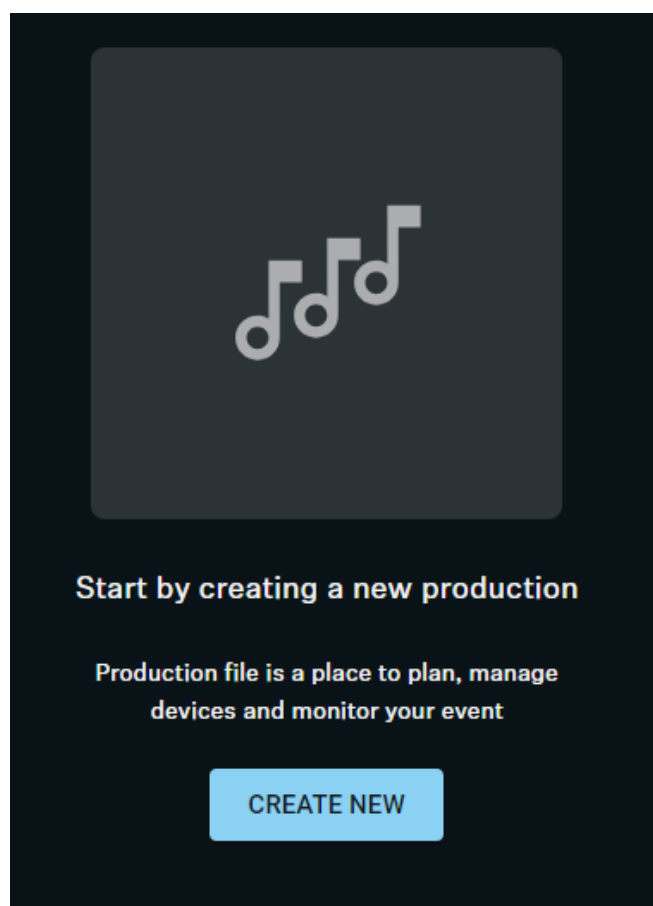 Start by creating a new production
Production file is a place to plan, manage
devices and monitor your event
CREATE NEW